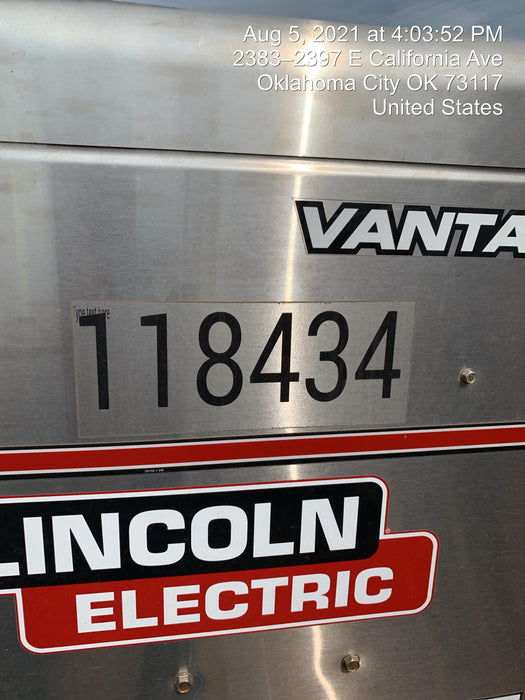 Aug 5, 2021 at 4:03:52 PM
2383–2397 E California Ave
Oklahoma City OK 73117
United States
VANTA
118434
LINCOLN
ELECTRIC